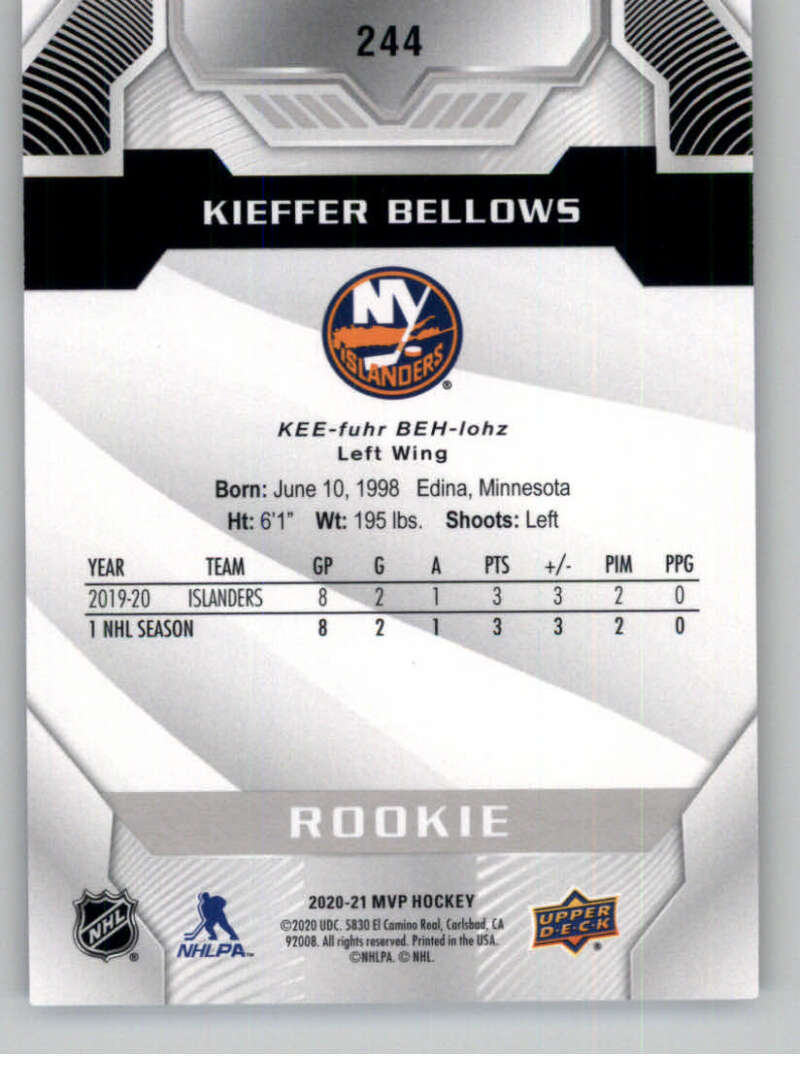 244
KIEFFER BELLOWS
NY
ISLANDERS
®
KEE-fuhr BEH-lohz
Left Wing
Born: June 10, 1998 Edina, Minnesota
Ht: 6'1" Wt: 195 lbs. Shoots: Left
YEAR TEAM GP G A PTS +/- PIM PPG
2019-20 ISLANDERS 8 2 1 3 3 2 0
1 NHL SEASON 8 2 1 3 3 2 0
ROOKIE
NHL ®
NHLPA™
2020-21 MVP HOCKEY
©2020 UDC. 5830 El Camino Real, Carlsbad, CA
92008. All rights reserved. Printed in the USA.
©NHLPA. © NHL.
UPPER
D·E·C·K
®